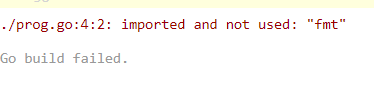 ./prog.go:4:2: imported and not used: "fmt"
Go build failed.